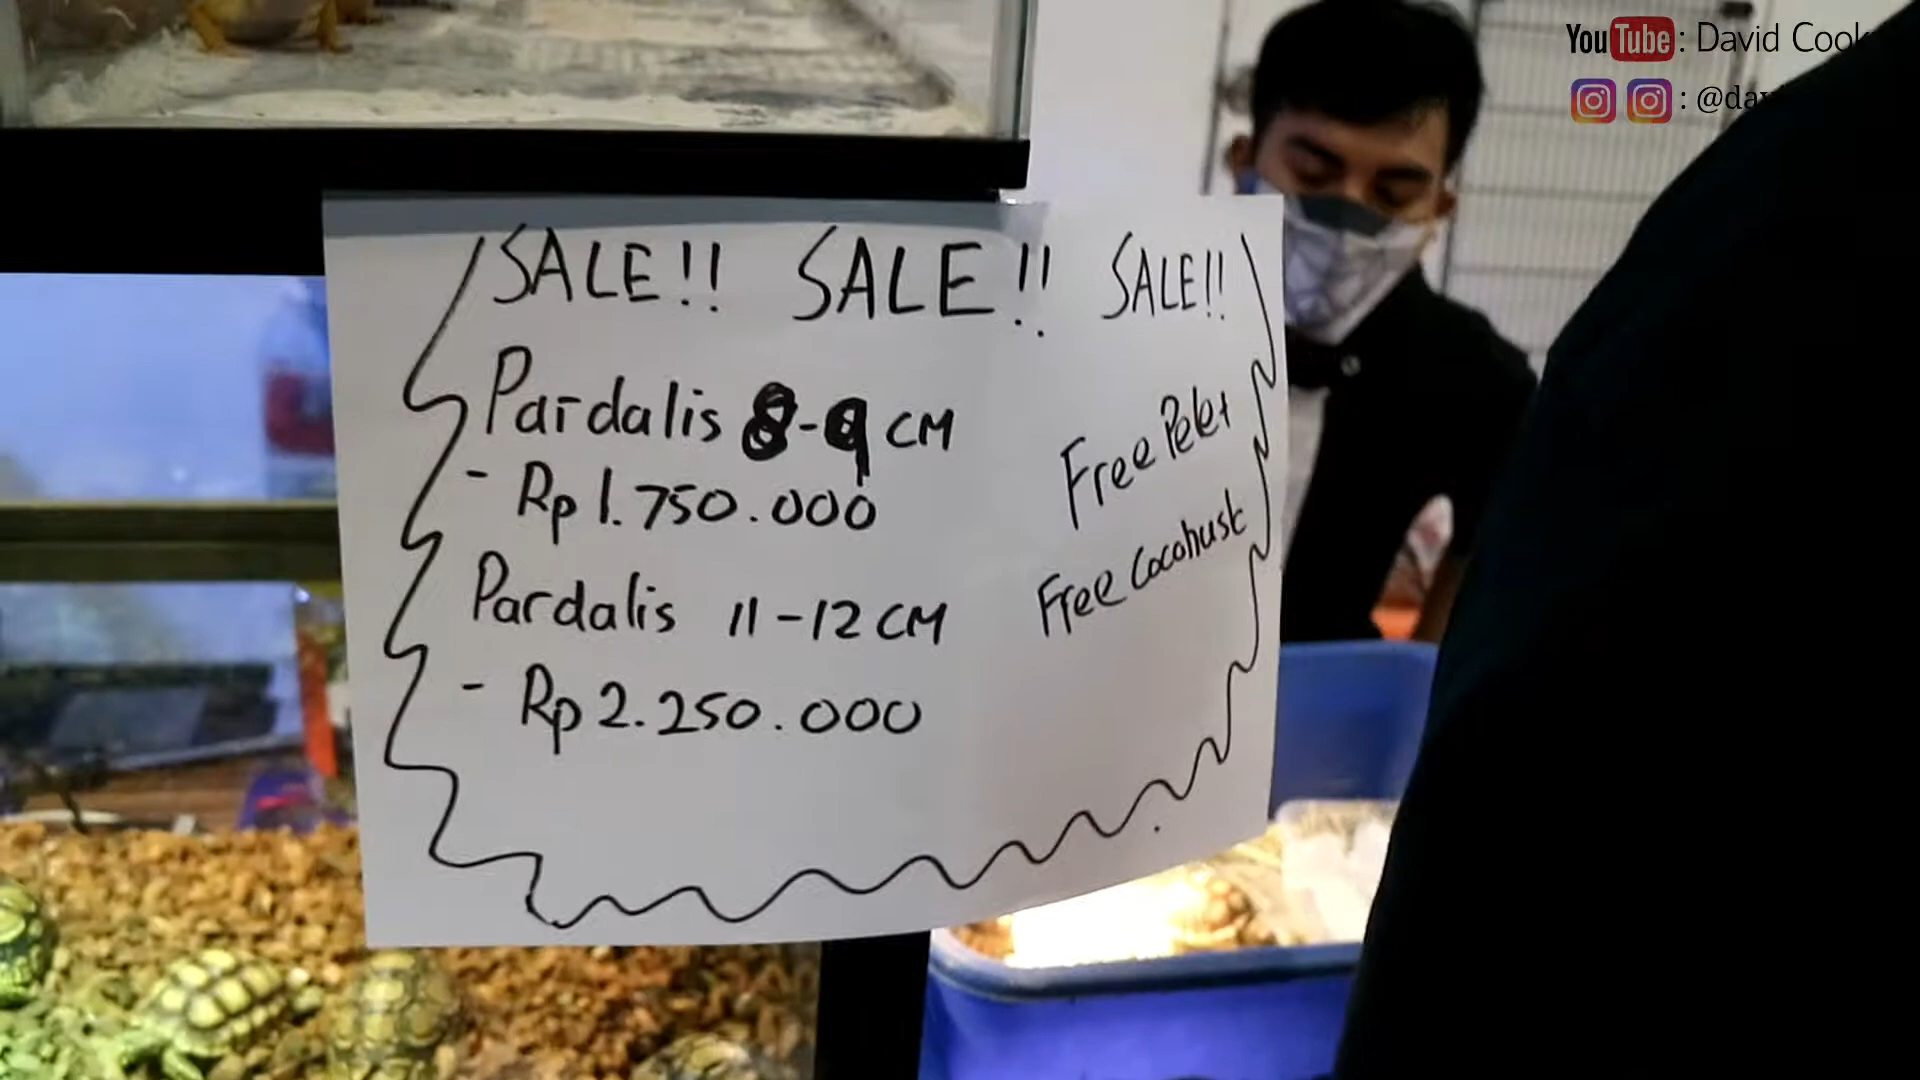 YouTube : David Cook
: @dav
SALE!! SALE!! SALE!!
Pardalis 8-9 CM
- Rp 1.750.000
Pardalis 11-12 CM
- Rp 2.250.000
Free Pelet
Free Cocohusk